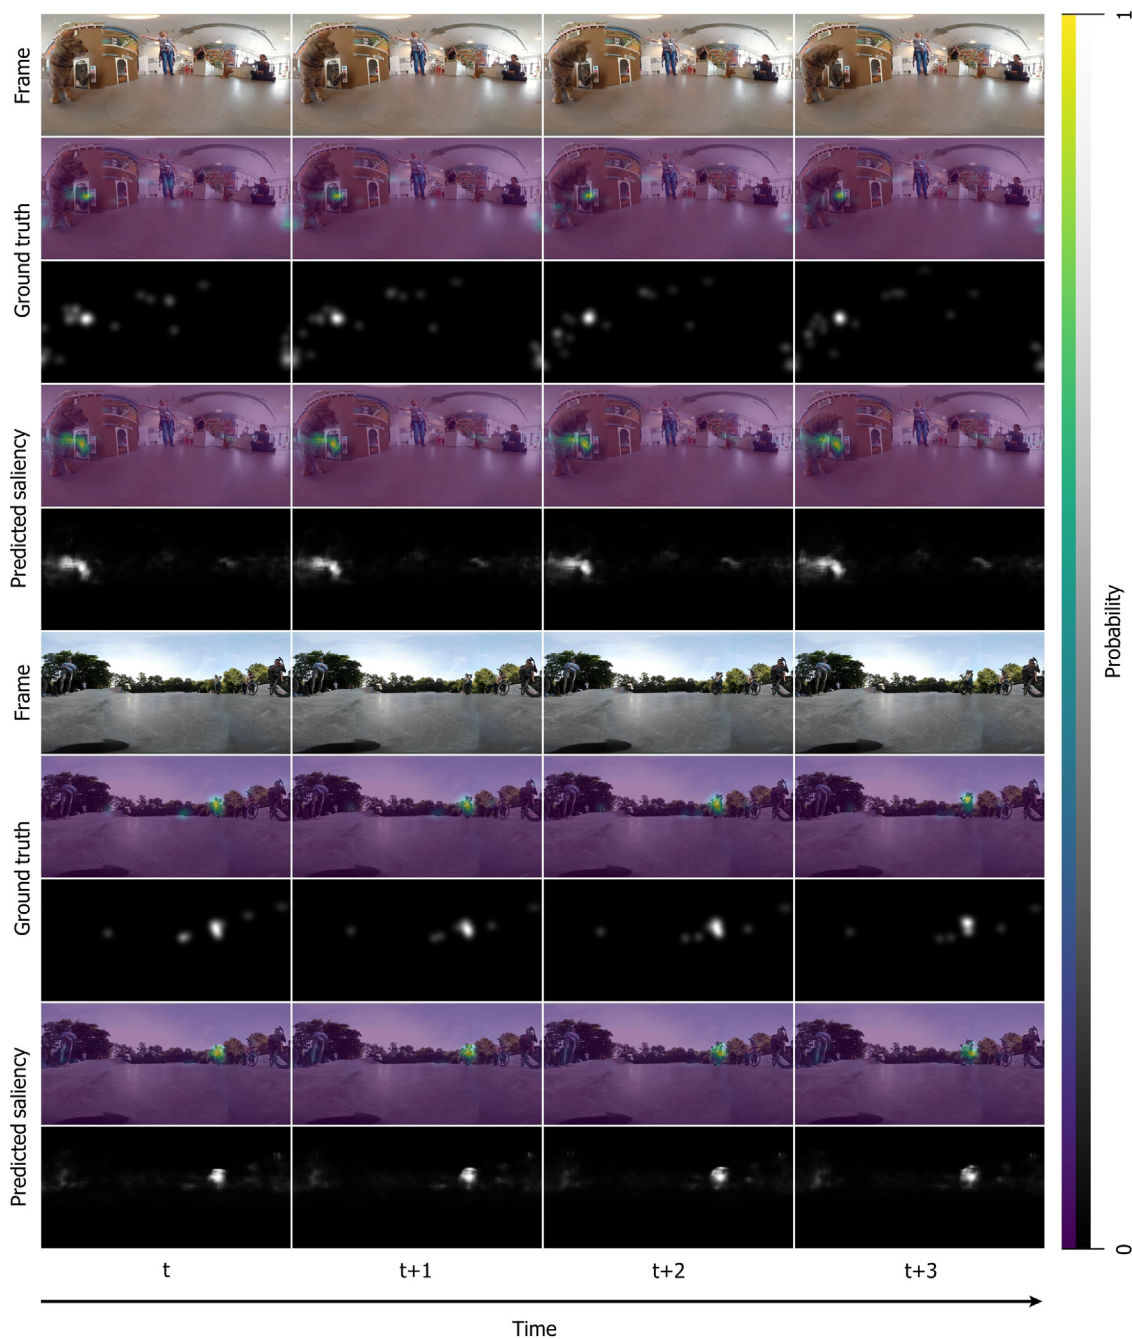 Frame
Ground truth
Predicted saliency
Frame
Ground truth
Predicted saliency
1
Probability
0
t
t+1
t+2
t+3
Time